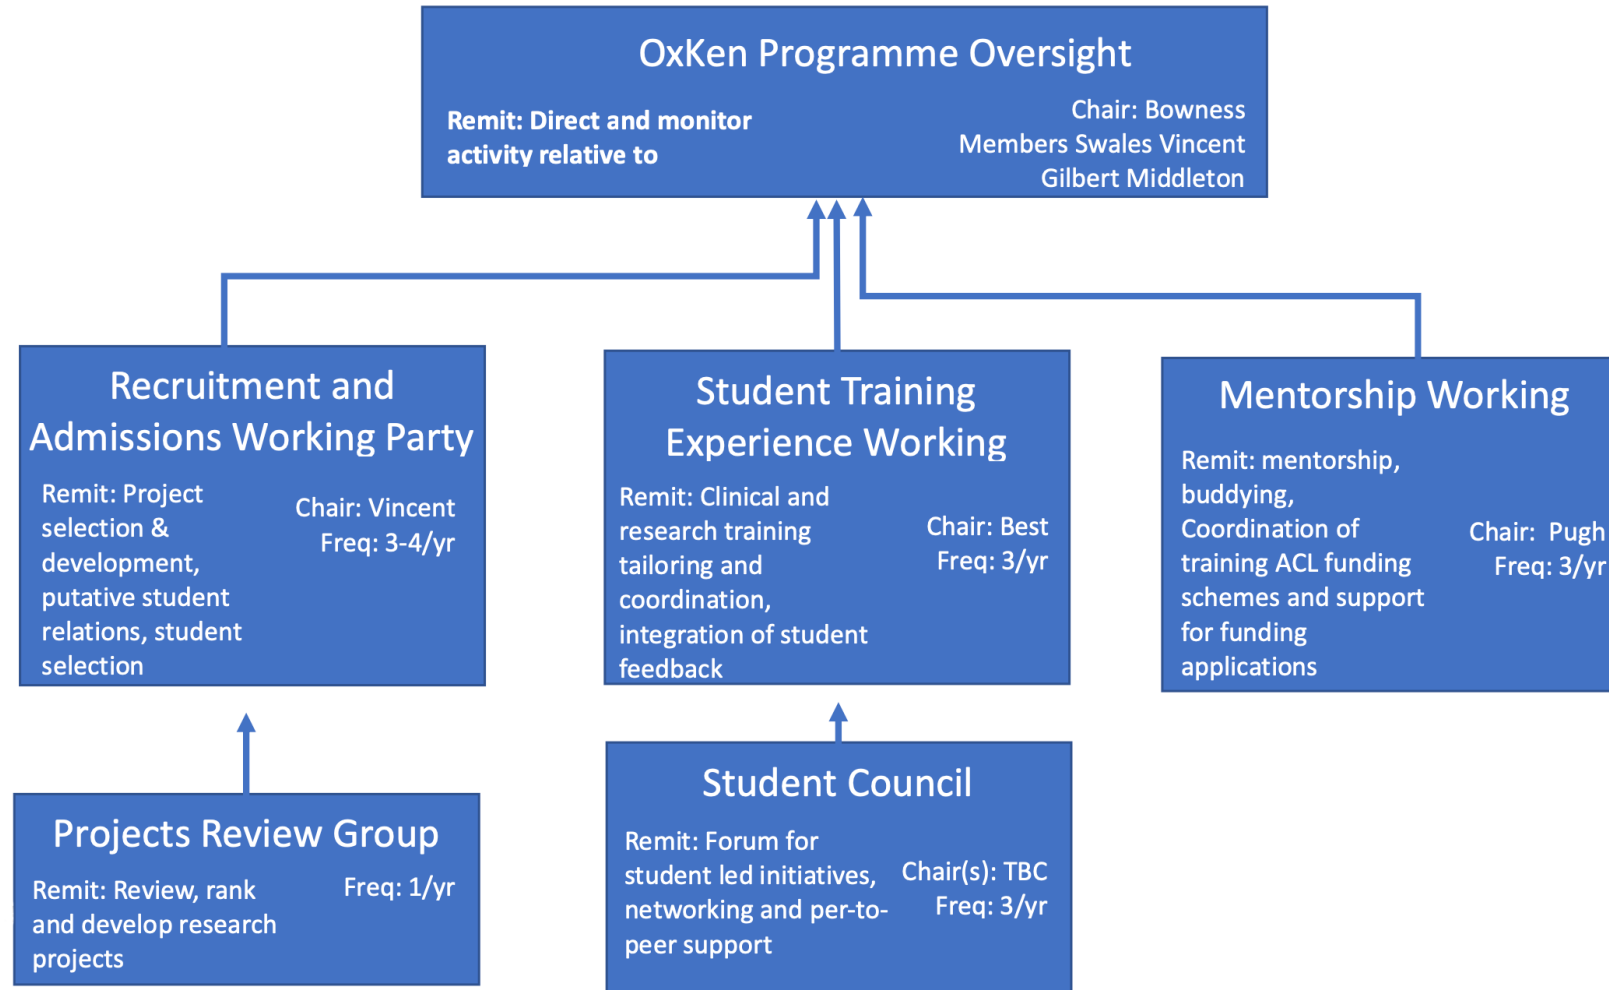 OxKen Programme Oversight
Remit: Direct and monitor
activity relative to
Chair: Bowness
Members Swales Vincent
Gilbert Middleton
Recruitment and
Admissions Working Party
Remit: Project
selection &
development,
putative student
relations, student
selection
Chair: Vincent
Freq: 3-4/yr
Student Training
Experience Working
Remit: Clinical and
research training
tailoring and
coordination,
integration of student
feedback
Chair: Best
Freq: 3/yr
Mentorship Working
Remit: mentorship,
buddying,
Coordination of
training ACL funding
schemes and support
for funding
applications
Chair: Pugh
Freq: 3/yr
Projects Review Group
Remit: Review, rank
and develop research
projects
Freq: 1/yr
Student Council
Remit: Forum for
student led initiatives,
networking and per-to-
peer support
Chair(s): TBC
Freq: 3/yr